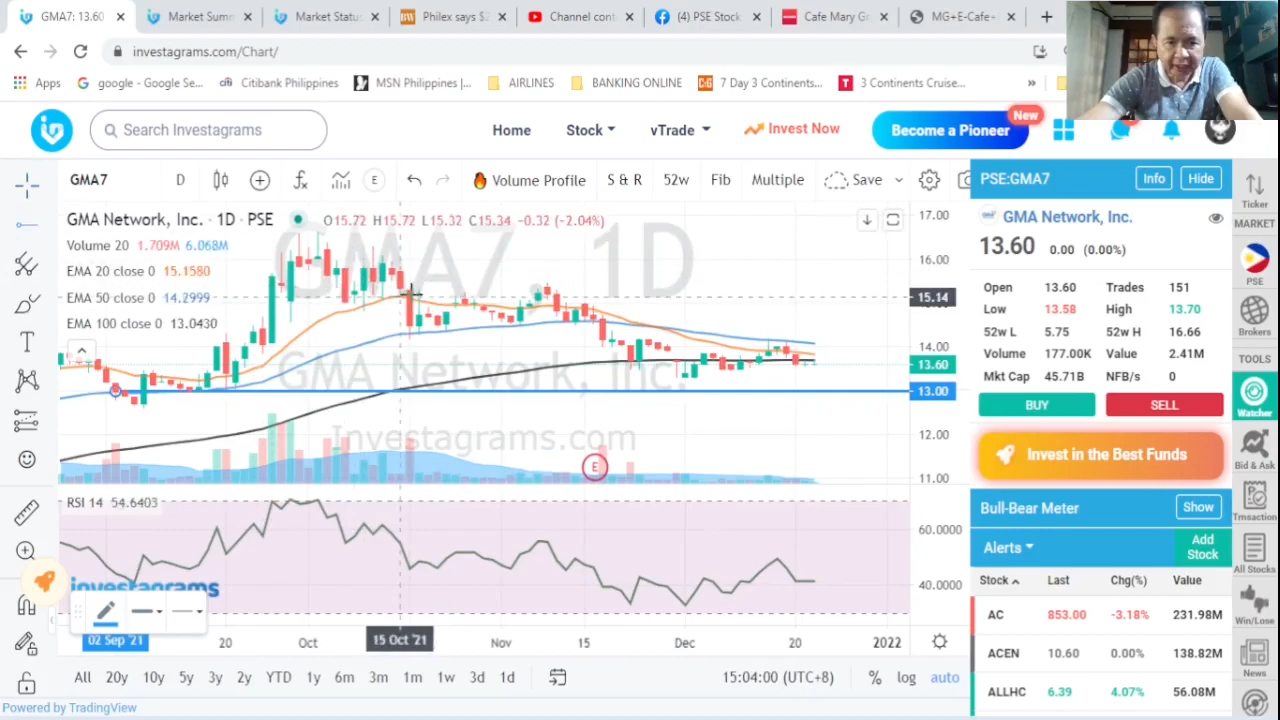 GMA7: 13.60
Market Sumn
Market Status
Philex says $2
Channel cont
(4) PSE Stock
Cafe Mary Gr
MG+E-Cafe+
investagrams.com/Chart/
Apps
google - Google Se...
Citibank Philippines
MSN Philippines |...
AIRLINES
BANKING ONLINE
7 Day 3 Continents...
3 Continents Cruise...
»
Search Investagrams
Home
Stock
vTrade
Invest Now
Become a Pioneer
New
GMA7
D
E
Volume Profile
S & R
52w
Fib
Multiple
Save
GMA Network, Inc. · 1D · PSE
O15.72 H15.72 L15.32 C15.34 -0.32 (-2.04%)
Volume 20 1.709M 6.068M
EMA 20 close 0 15.1580
EMA 50 close 0 14.2999
EMA 100 close 0 13.0430
GMA7, 1D
GMA Network, Inc.
Investagrams.com
E
17.00
16.00
15.14
14.00
13.60
13.00
12.00
11.00
RSI 14 54.6403
60.0000
40.0000
investagrams
02 Sep '21
20
Oct
15 Oct '21
Nov
15
Dec
20
2022
All
20y
10y
5y
3y
2y
YTD
1y
6m
3m
1m
1w
3d
1d
15:04:00 (UTC+8)
%
log
auto
Powered by TradingView
PSE:GMA7
Info
Hide
GMA Network, Inc.
13.60 0.00 (0.00%)
Open 13.60 Trades 151
Low 13.58 High 13.70
52w L 5.75 52w H 16.66
Volume 177.00K Value 2.41M
Mkt Cap 45.71B NFB/s 0
BUY
SELL
Invest in the Best Funds
Bull-Bear Meter
Show
Alerts
Add
Stock
Stock Last Chg(%) Value
AC 853.00 -3.18% 231.98M
ACEN 10.60 0.00% 138.82M
ALLHC 6.39 4.07% 56.08M
Ticker
MARKET
PSE
Brokers
TOOLS
Watcher
Bid & Ask
Trnsaction
All Stocks
Win/Lose
News